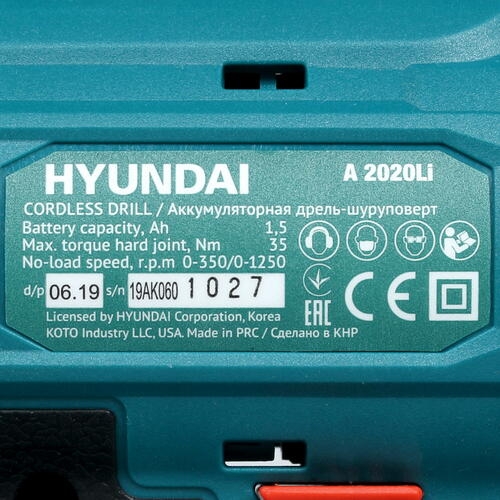 HYUNDAI A 2020Li
CORDLESS DRILL / Аккумуляторная дрель-шуруповерт
Battery capacity, Ah 1,5
Max. torque hard joint, Nm 35
No-load speed, r.p.m 0-350/0-1250
d/p 06.19 s/n 19AK060 1027
Licensed by HYUNDAI Corporation, Korea
KOTO Industry LLC, USA. Made in PRC / Сделано в КНР
EAC CE